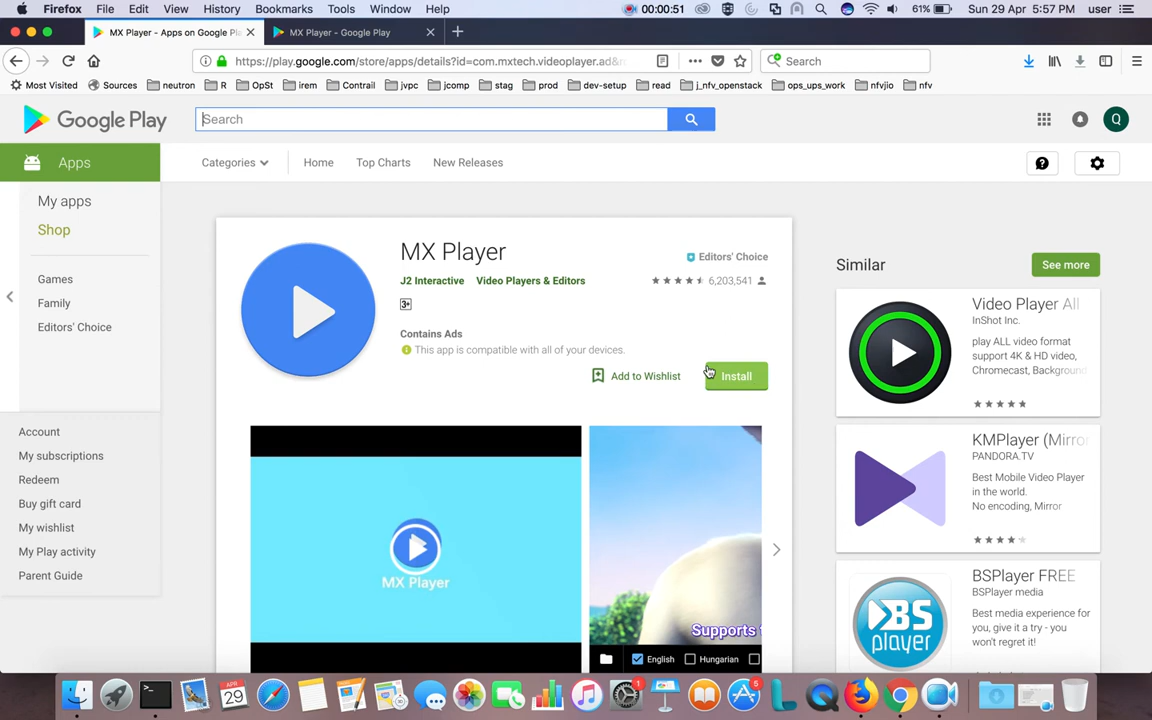 Firefox File Edit View History Bookmarks Tools Window Help 00:00:51 61% Sun 29 Apr 5:57 PM user
MX Player - Apps on Google Pl
MX Player - Google Play
https://play.google.com/store/apps/details?id=com.mxtech.videoplayer.ad&
Search
Most Visited Sources neutron R OpSt irem Contrail jvpc jcomp stag prod dev-setup read j_nfv_openstack ops_ups_work nfvjio nfv
Google Play
Search
Q
Apps
Categories Home Top Charts New Releases
My apps
Shop
Games
Family
Editors' Choice
Account
My subscriptions
Redeem
Buy gift card
My wishlist
My Play activity
Parent Guide
MX Player
Editors' Choice
J2 Interactive Video Players & Editors
6,203,541
3+
Contains Ads
This app is compatible with all of your devices.
Add to Wishlist
Install
MX Player
Supports
English Hungarian
Similar
See more
Video Player All
InShot Inc.
play ALL video format
support 4K & HD video,
Chromecast, Background
KMPlayer (Mirro
PANDORA.TV
Best Mobile Video Player
in the world.
No encoding, Mirror
BSPlayer FREE
BSPlayer media
Best media experience for
you, give it a try - you
won't regret it!
BS
player
APR
29
1
5